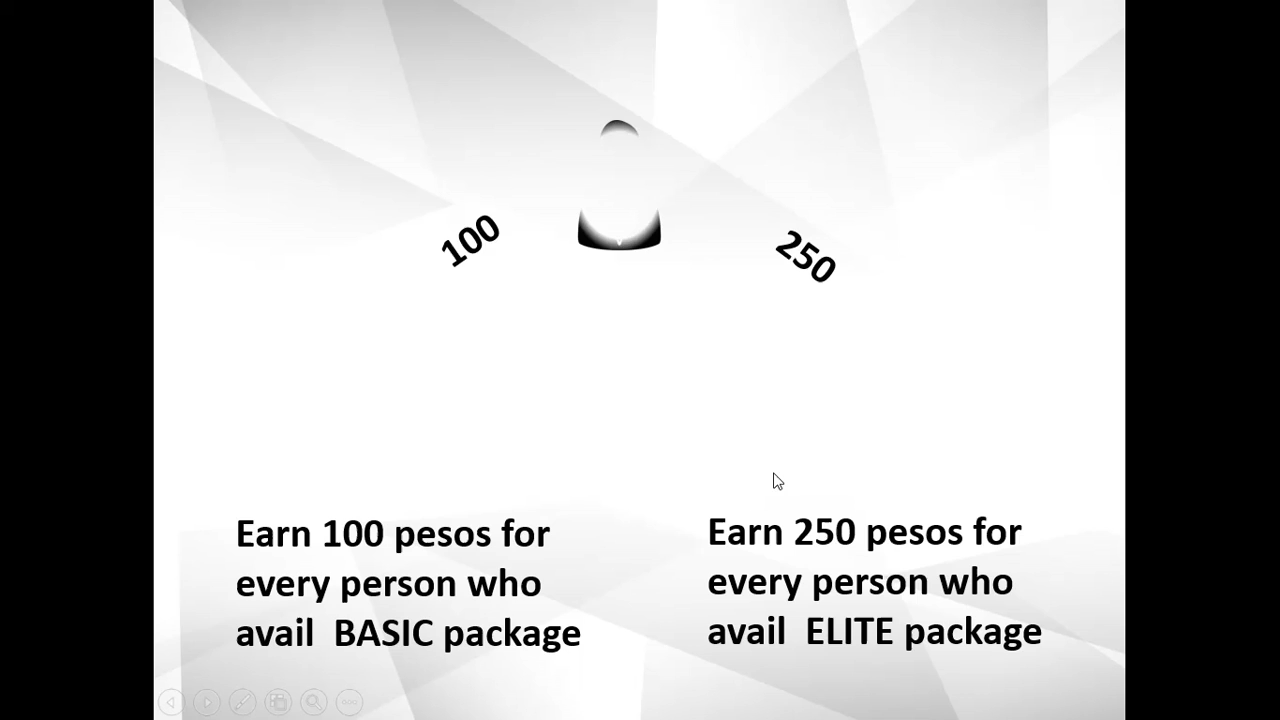 100
250
Earn 100 pesos for
every person who
avail  BASIC package
Earn 250 pesos for
every person who
avail  ELITE package